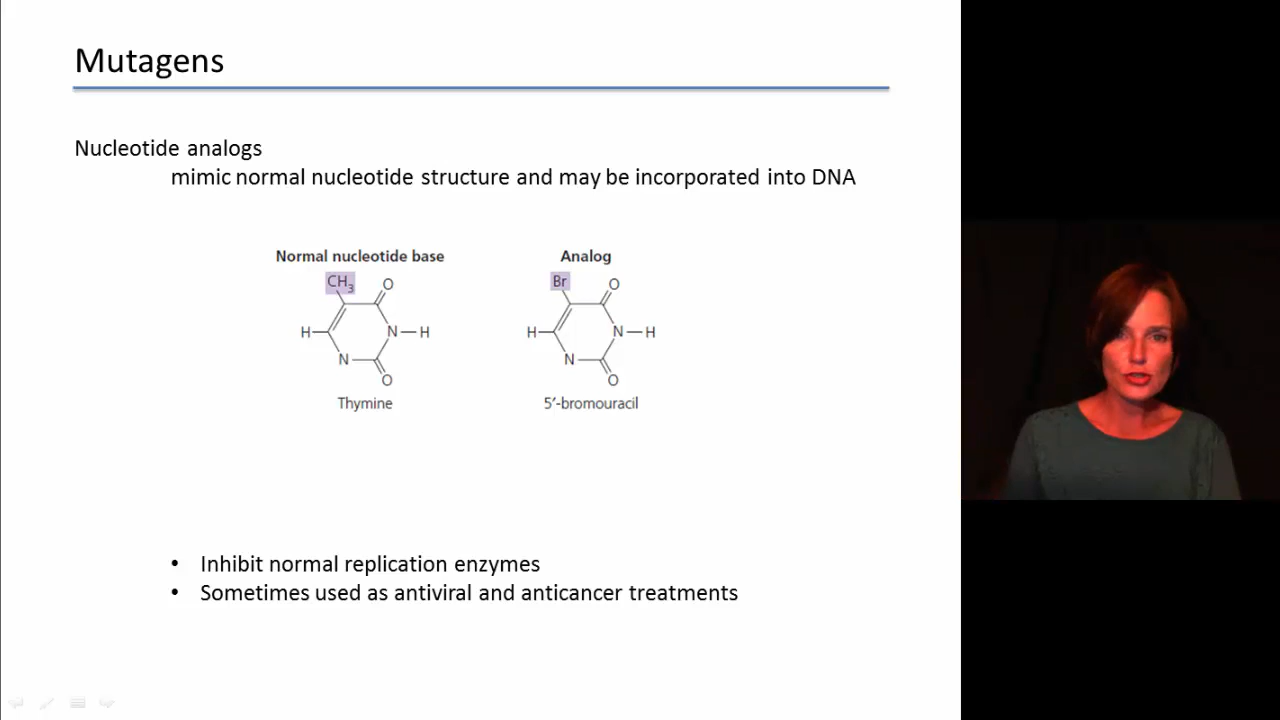 Mutagens
Nucleotide analogs
mimic normal nucleotide structure and may be incorporated into DNA
Normal nucleotide base
Analog
CH₃
O
H
N
H
N
O
Thymine
Br
O
H
N
H
N
O
5′-bromouracil
• Inhibit normal replication enzymes
• Sometimes used as antiviral and anticancer treatments